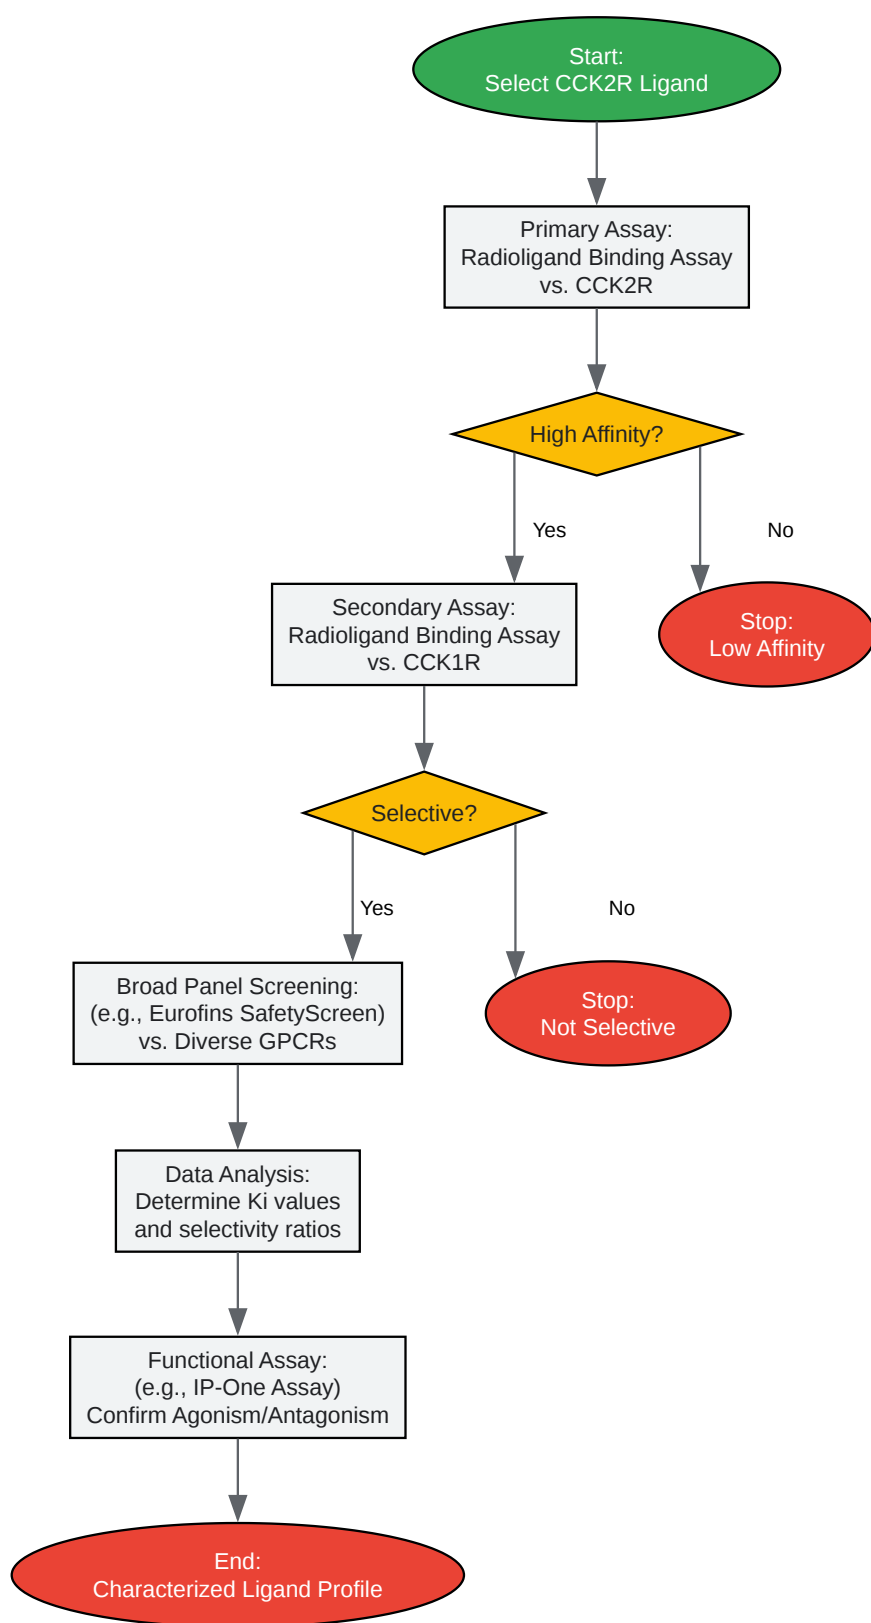 Start:
Select CCK2R Ligand
Primary Assay:
Radioligand Binding Assay
vs. CCK2R
High Affinity?
Yes
No
Secondary Assay:
Radioligand Binding Assay
vs. CCK1R
Stop:
Low Affinity
Selective?
Yes
No
Broad Panel Screening:
(e.g., Eurofins SafetyScreen)
vs. Diverse GPCRs
Stop:
Not Selective
Data Analysis:
Determine Ki values
and selectivity ratios
Functional Assay:
(e.g., IP-One Assay)
Confirm Agonism/Antagonism
End:
Characterized Ligand Profile